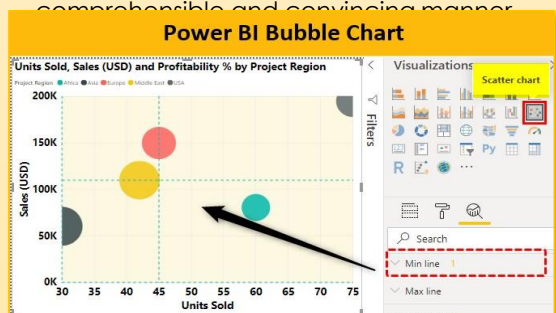 comprehensible and convincing manner
Power BI Bubble Chart
Units Sold, Sales (USD) and Profitability % by Project Region
Project Region Africa Asia Europe Middle East USA
200K
150K
100K
50K
0K
Sales (USD)
30 35 40 45 50 55 60 65 70 75
Units Sold
Filters
Visualizations
Scatter chart
Py
R
Search
Min line 1
Max line